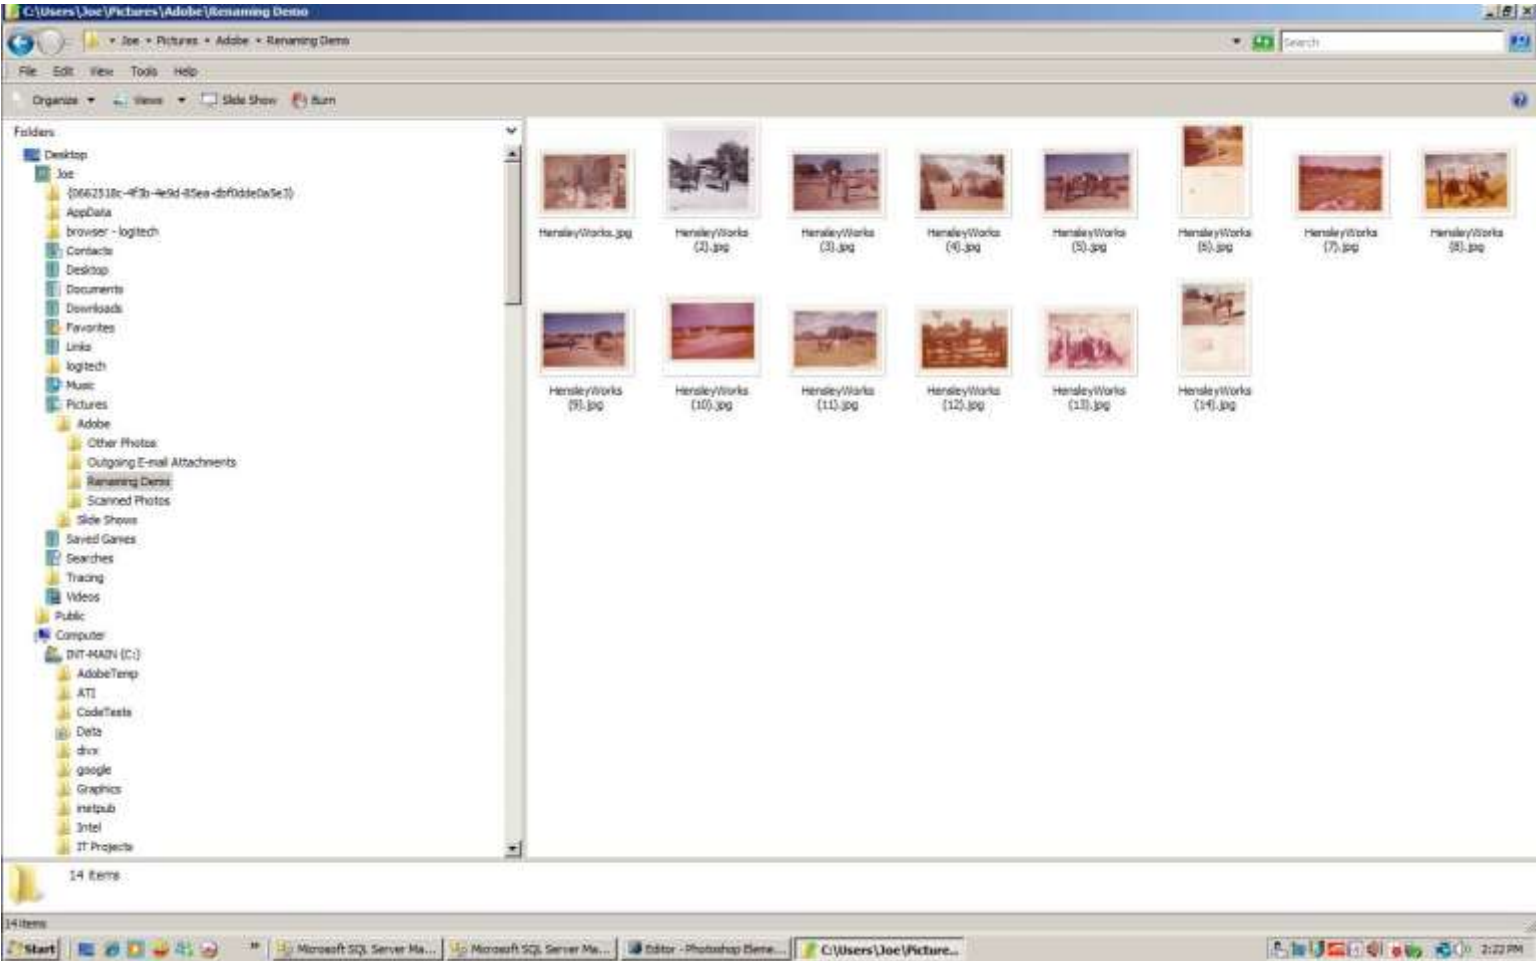 C:\Users\Joe\Pictures\Adobe\Renaming Demo
Joe • Pictures • Adobe • Renaming Demo
Search
File Edit View Tools Help
Organize Views Slide Show Burn
Folders
Desktop
Joe
AppData
browser - logitech
Contacts
Desktop
Documents
Downloads
Favorites
Links
logitech
Music
Pictures
Adobe
Other Photos
Outgoing E-mail Attachments
Renaming Demo
Scanned Photos
Slide Shows
Saved Games
Searches
Tracing
Videos
Public
Computer
INT-MAIN (C:)
AdobeTemp
ATI
CodeTests
Data
divx
google
Graphics
inetpub
Intel
IT Projects
HensleyWorks.jpg
HensleyWorks (2).jpg
HensleyWorks (3).jpg
HensleyWorks (4).jpg
HensleyWorks (5).jpg
HensleyWorks (6).jpg
HensleyWorks (7).jpg
HensleyWorks (8).jpg
HensleyWorks (9).jpg
HensleyWorks (10).jpg
HensleyWorks (11).jpg
HensleyWorks (12).jpg
HensleyWorks (13).jpg
HensleyWorks (14).jpg
14 items
14 items
Start
Microsoft SQL Server Ma...
Microsoft SQL Server Ma...
Editor - Photoshop Eleme...
C:\Users\Joe\Picture...
2:22 PM